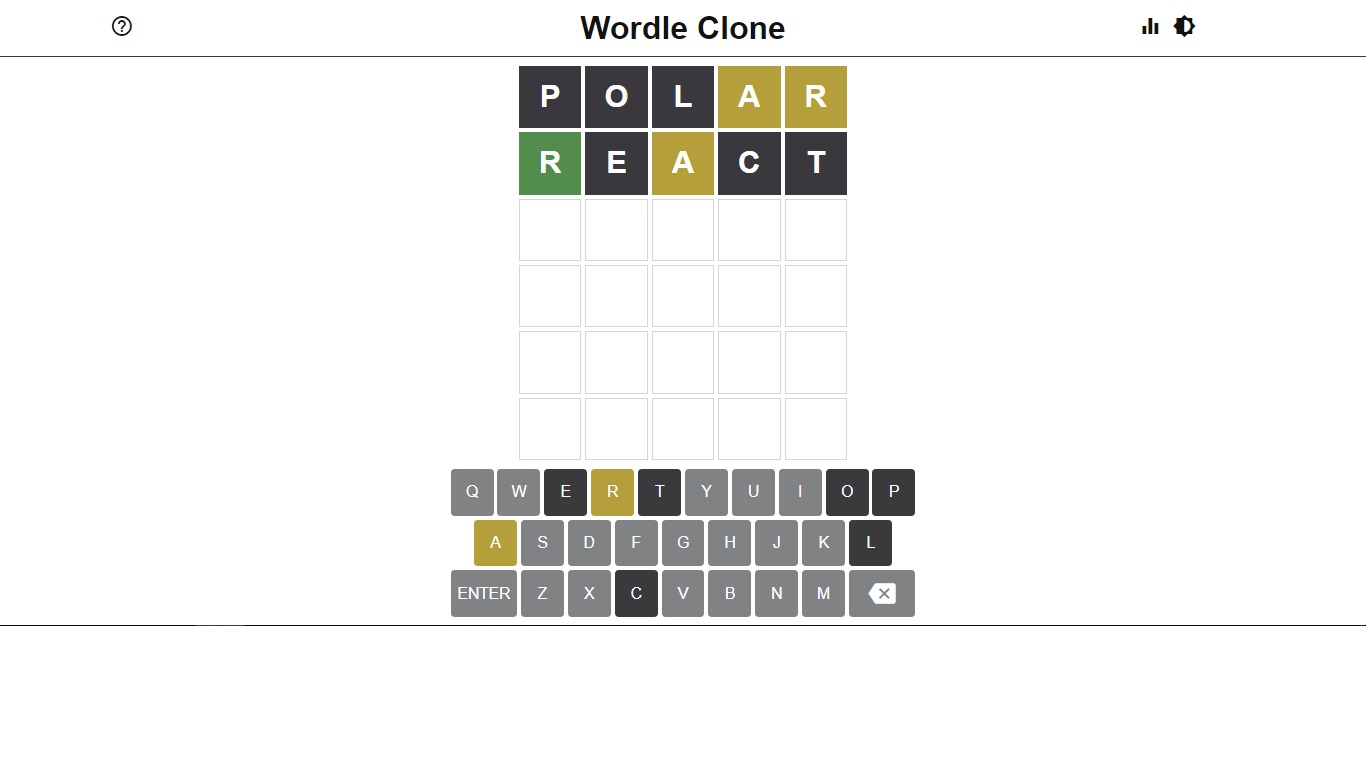 Wordle Clone
P O L A R
R E A C T
Q W E R T Y U I O P
A S D F G H J K L
ENTER Z X C V B N M